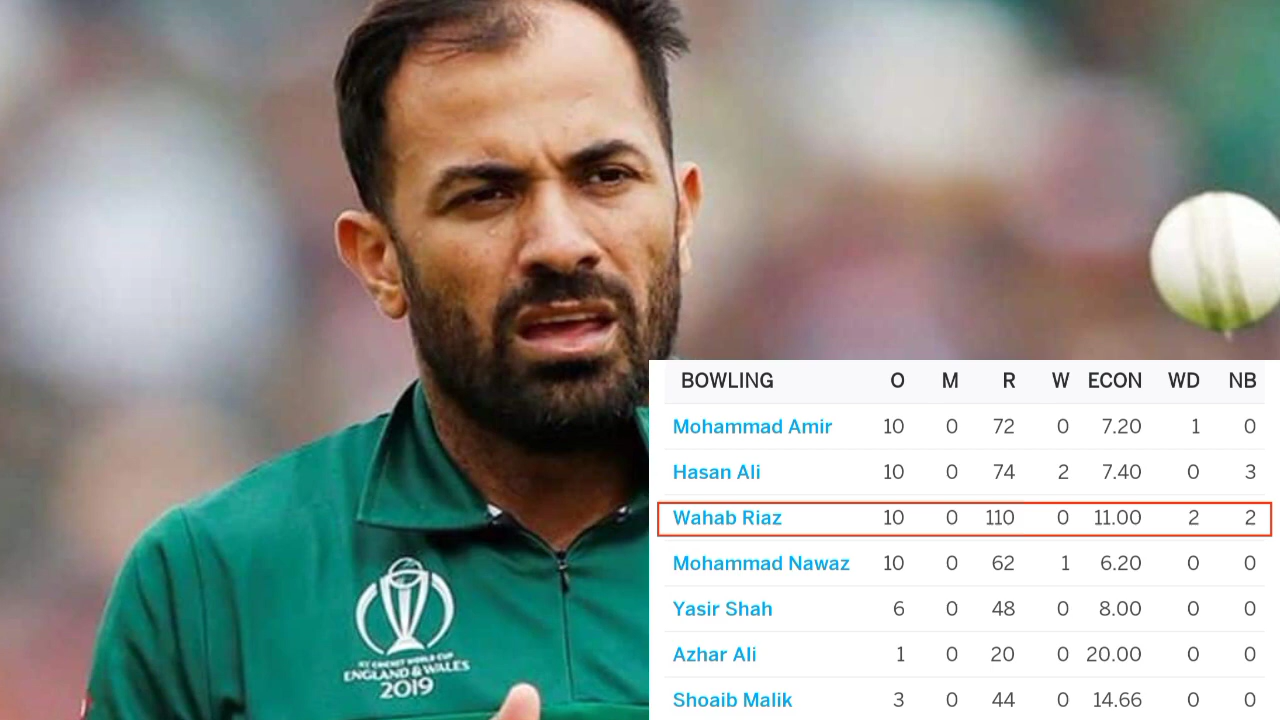 ICC CRICKET WORLD CUP
ENGLAND & WALES
2019
BOWLING O M R W ECON WD NB
Mohammad Amir 10 0 72 0 7.20 1 0
Hasan Ali 10 0 74 2 7.40 0 3
Wahab Riaz 10 0 110 0 11.00 2 2
Mohammad Nawaz 10 0 62 1 6.20 0 0
Yasir Shah 6 0 48 0 8.00 0 0
Azhar Ali 1 0 20 0 20.00 0 0
Shoaib Malik 3 0 44 0 14.66 0 0